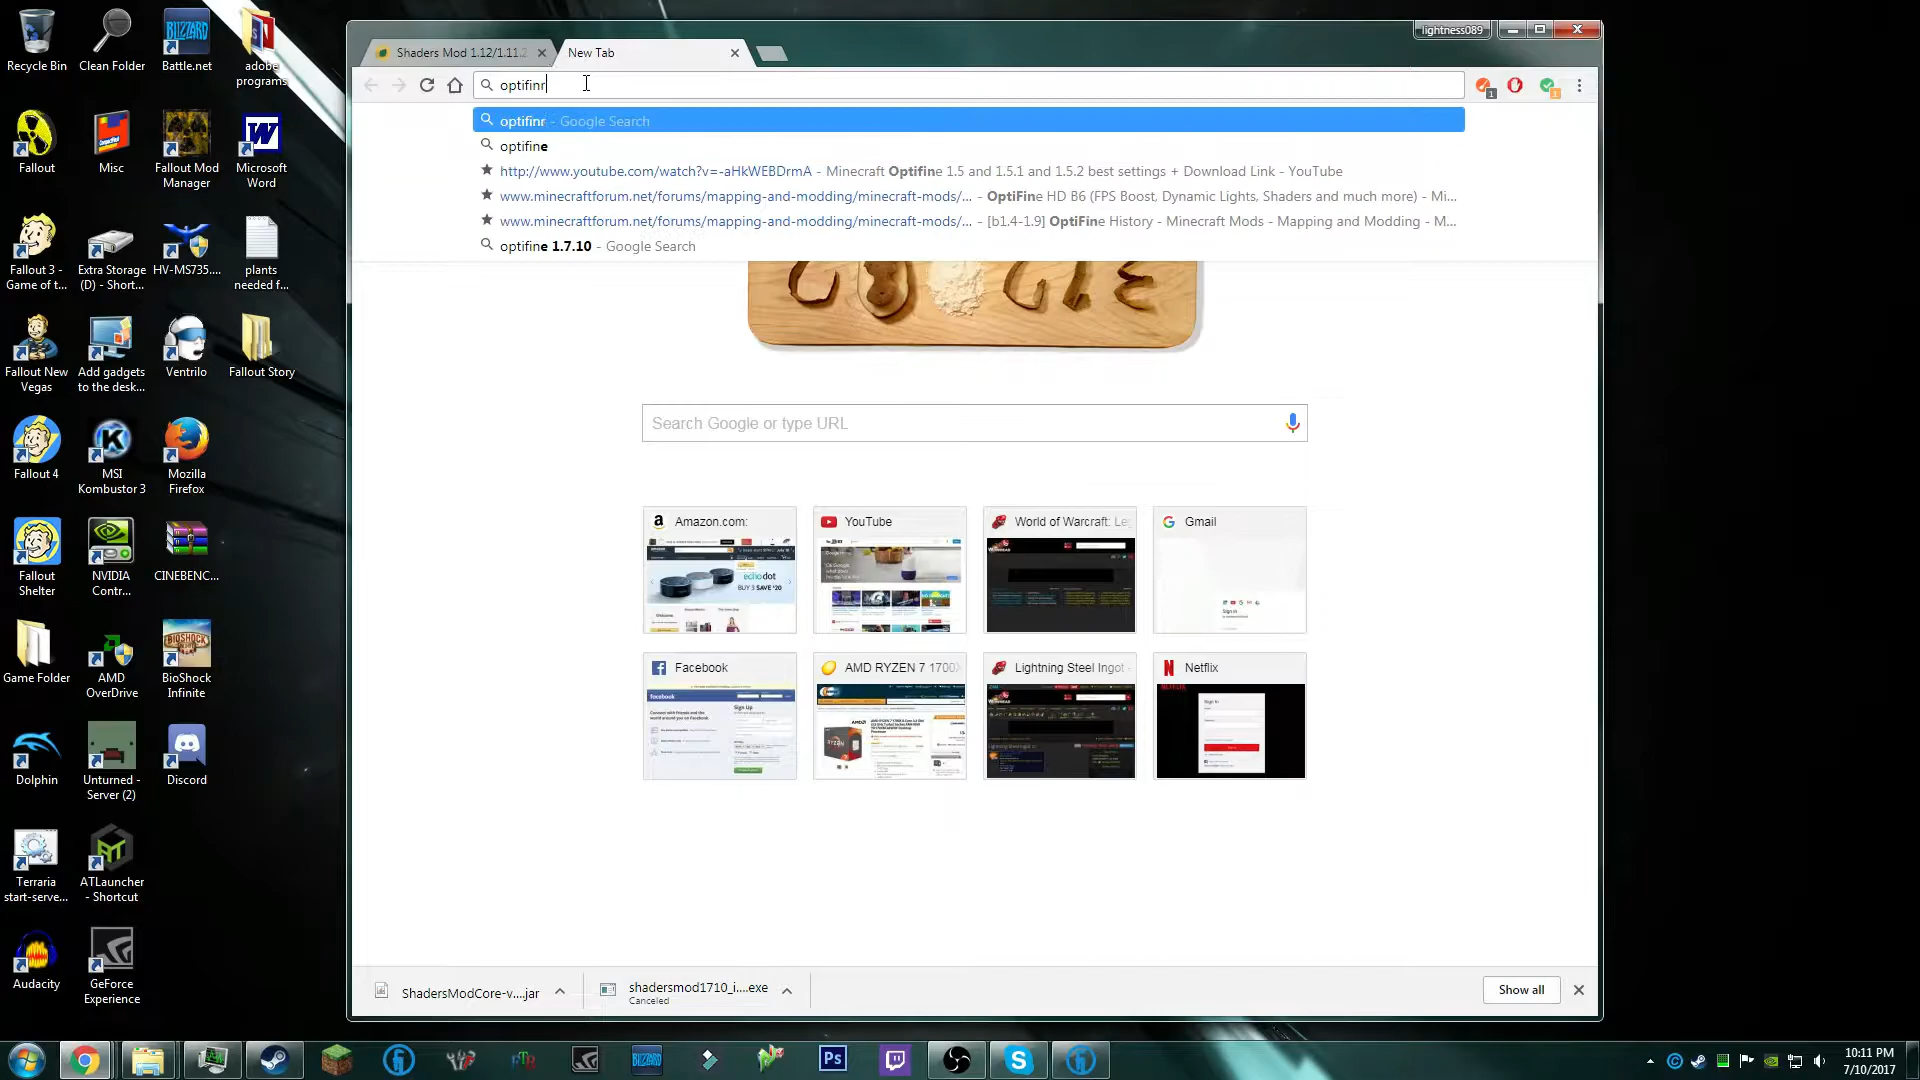 Recycle Bin
Clean Folder
Battle.net
adobe programs
Fallout
Misc
Fallout Mod Manager
Microsoft Word
Fallout 3 - Game of t...
Extra Storage (D) - Short...
HV-MS735....
plants needed f...
Fallout New Vegas
Add gadgets to the desk...
Ventrilo
Fallout Story
Fallout 4
MSI Kombustor 3
Mozilla Firefox
Fallout Shelter
NVIDIA Contr...
CINEBENC...
Game Folder
AMD OverDrive
BioShock Infinite
Dolphin
Unturned - Server (2)
Discord
Terraria start-serve...
ATLauncher - Shortcut
Audacity
GeForce Experience
lightness089
Shaders Mod 1.12/1.11.2
New Tab
optifinr
optifinr - Google Search
optifine
http://www.youtube.com/watch?v=-aHkWEBDrmA - Minecraft Optifine 1.5 and 1.5.1 and 1.5.2 best settings + Download Link - YouTube
www.minecraftforum.net/forums/mapping-and-modding/minecraft-mods/... - OptiFine HD B6 (FPS Boost, Dynamic Lights, Shaders and much more) - Mi...
www.minecraftforum.net/forums/mapping-and-modding/minecraft-mods/... - [b1.4-1.9] OptiFine History - Minecraft Mods - Mapping and Modding - M...
optifine 1.7.10 - Google Search
Search Google or type URL
Amazon.com:
YouTube
World of Warcraft: Le
Gmail
echo dot
BUY 3 SAVE $20
Facebook
AMD RYZEN 7 1700X
Lightning Steel Ingot -
Netflix
ShadersModCore-v....jar
shadersmod1710_i....exe
Canceled
Show all
Ps
10:11 PM
7/10/2017